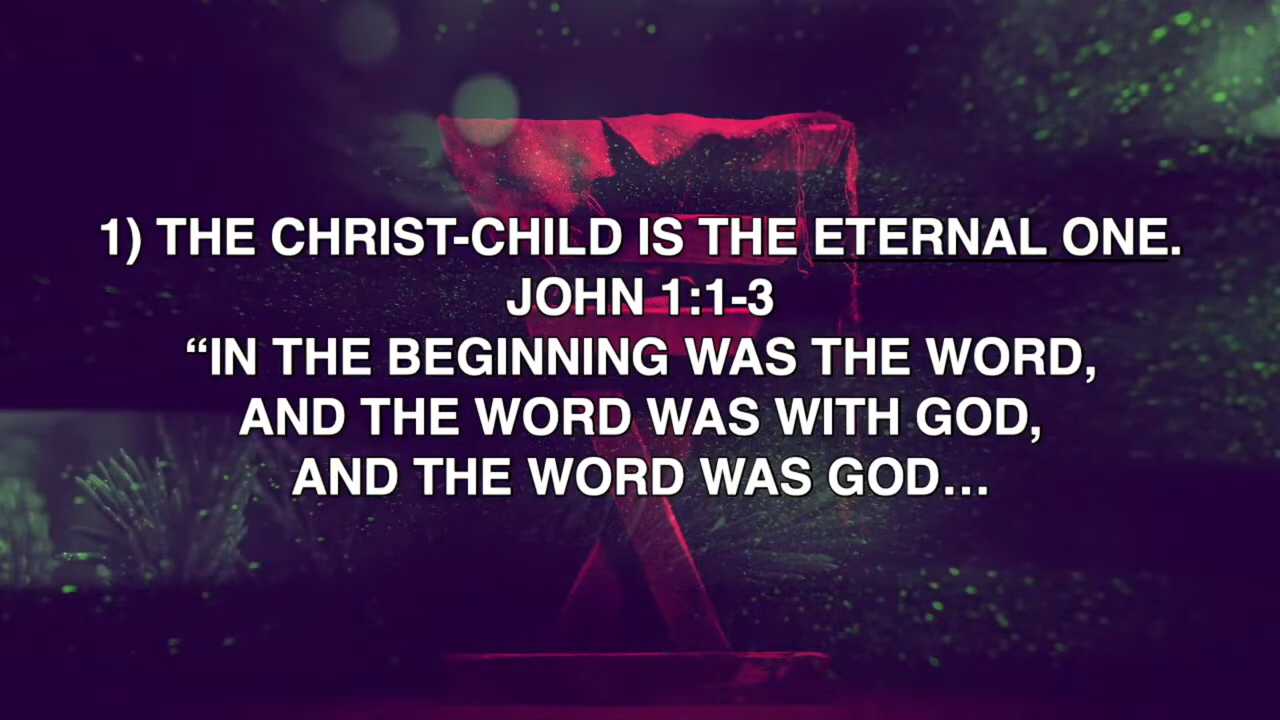 1) THE CHRIST-CHILD IS THE ETERNAL ONE.
JOHN 1:1-3
“IN THE BEGINNING WAS THE WORD,
AND THE WORD WAS WITH GOD,
AND THE WORD WAS GOD…